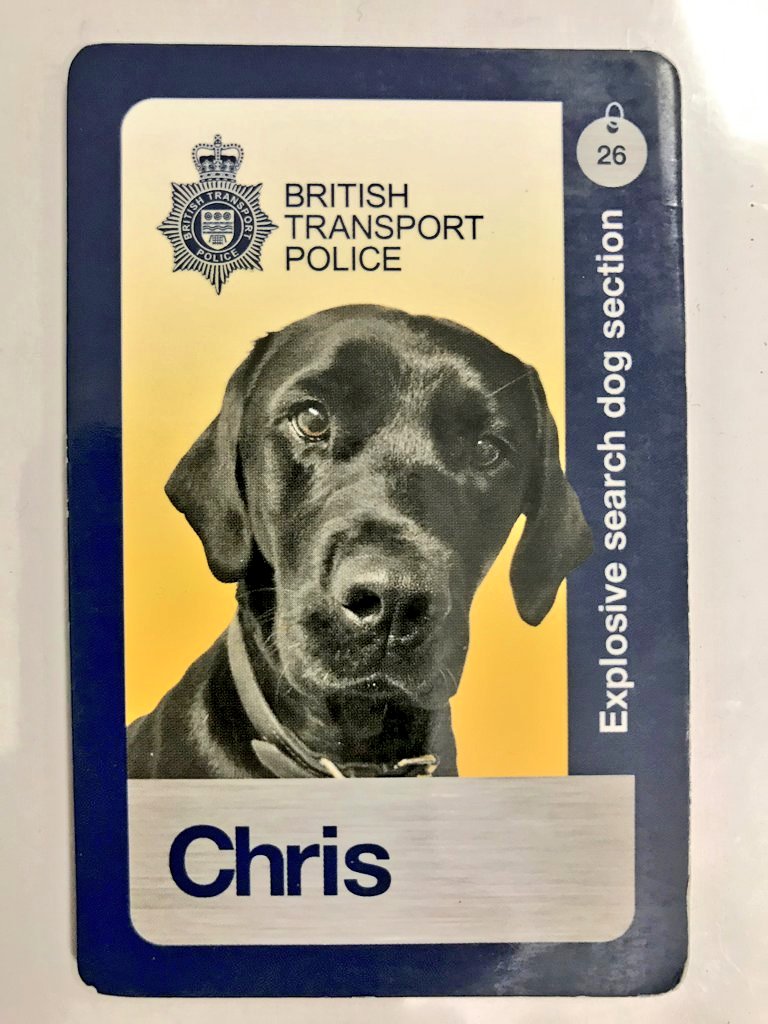 BRITISH TRANSPORT
POLICE
BRITISH
TRANSPORT
POLICE
26
Explosive search dog section
Chris